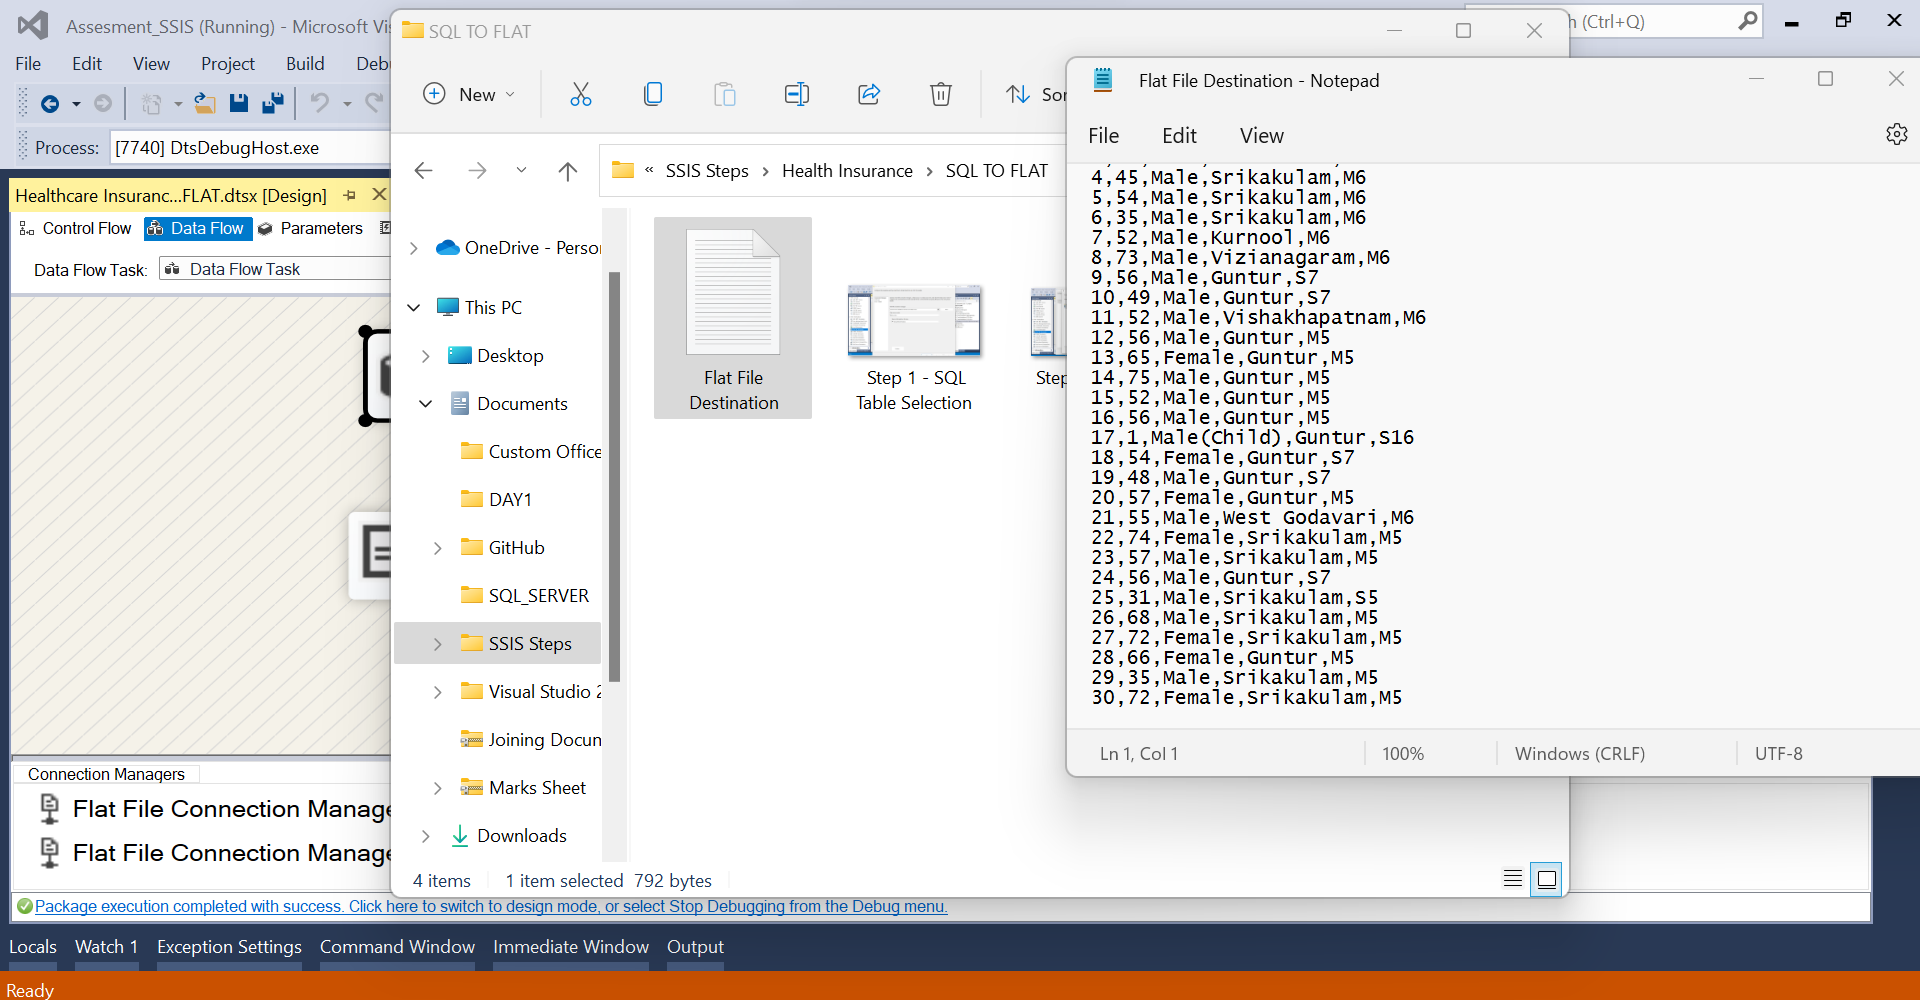 Assesment_SSIS (Running) - Microsoft Vi
(Ctrl+Q)
File Edit View Project Build
Process: [7740] DtsDebugHost.exe
Healthcare Insuranc...FLAT.dtsx [Design]
Control Flow Data Flow Parameters
Data Flow Task: Data Flow Task
Connection Managers
Flat File Connection
Flat File Connection
Package execution completed with success. Click here to switch to design mode, or select Stop Debugging from the Debug menu.
Locals Watch 1 Exception Settings Command Window Immediate Window Output
Ready
SQL TO FLAT
New
« SSIS Steps > Health Insurance > SQL TO FLAT
OneDrive -
This PC
Desktop
Documents
Custom Office
DAY1
GitHub
SQL_SERVER
SSIS Steps
Visual Studio 2
Joining
Marks Sheet
Downloads
Flat File
Destination
Step 1 - SQL
Table Selection
Step
4 items 1 item selected 792 bytes
Flat File Destination - Notepad
File Edit View
4,45,Male,Srikakulam,M6
5,54,Male,Srikakulam,M6
6,35,Male,Srikakulam,M6
7,52,Male,Kurnool,M6
8,73,Male,Vizianagaram,M6
9,56,Male,Guntur,S7
10,49,Male,Guntur,S7
11,52,Male,Vishakhapatnam,M6
12,56,Male,Guntur,M5
13,65,Female,Guntur,M5
14,75,Male,Guntur,M5
15,52,Male,Guntur,M5
16,56,Male,Guntur,M5
17,1,Male(Child),Guntur,S16
18,54,Female,Guntur,S7
19,48,Male,Guntur,S7
20,57,Female,Guntur,M5
21,55,Male,West Godavari,M6
22,74,Female,Srikakulam,M5
23,57,Male,Srikakulam,M5
24,56,Male,Guntur,S7
25,31,Male,Srikakulam,S5
26,68,Male,Srikakulam,M5
27,72,Female,Srikakulam,M5
28,66,Female,Guntur,M5
29,35,Male,Srikakulam,M5
30,72,Female,Srikakulam,M5
Ln 1, Col 1 100% Windows (CRLF) UTF-8